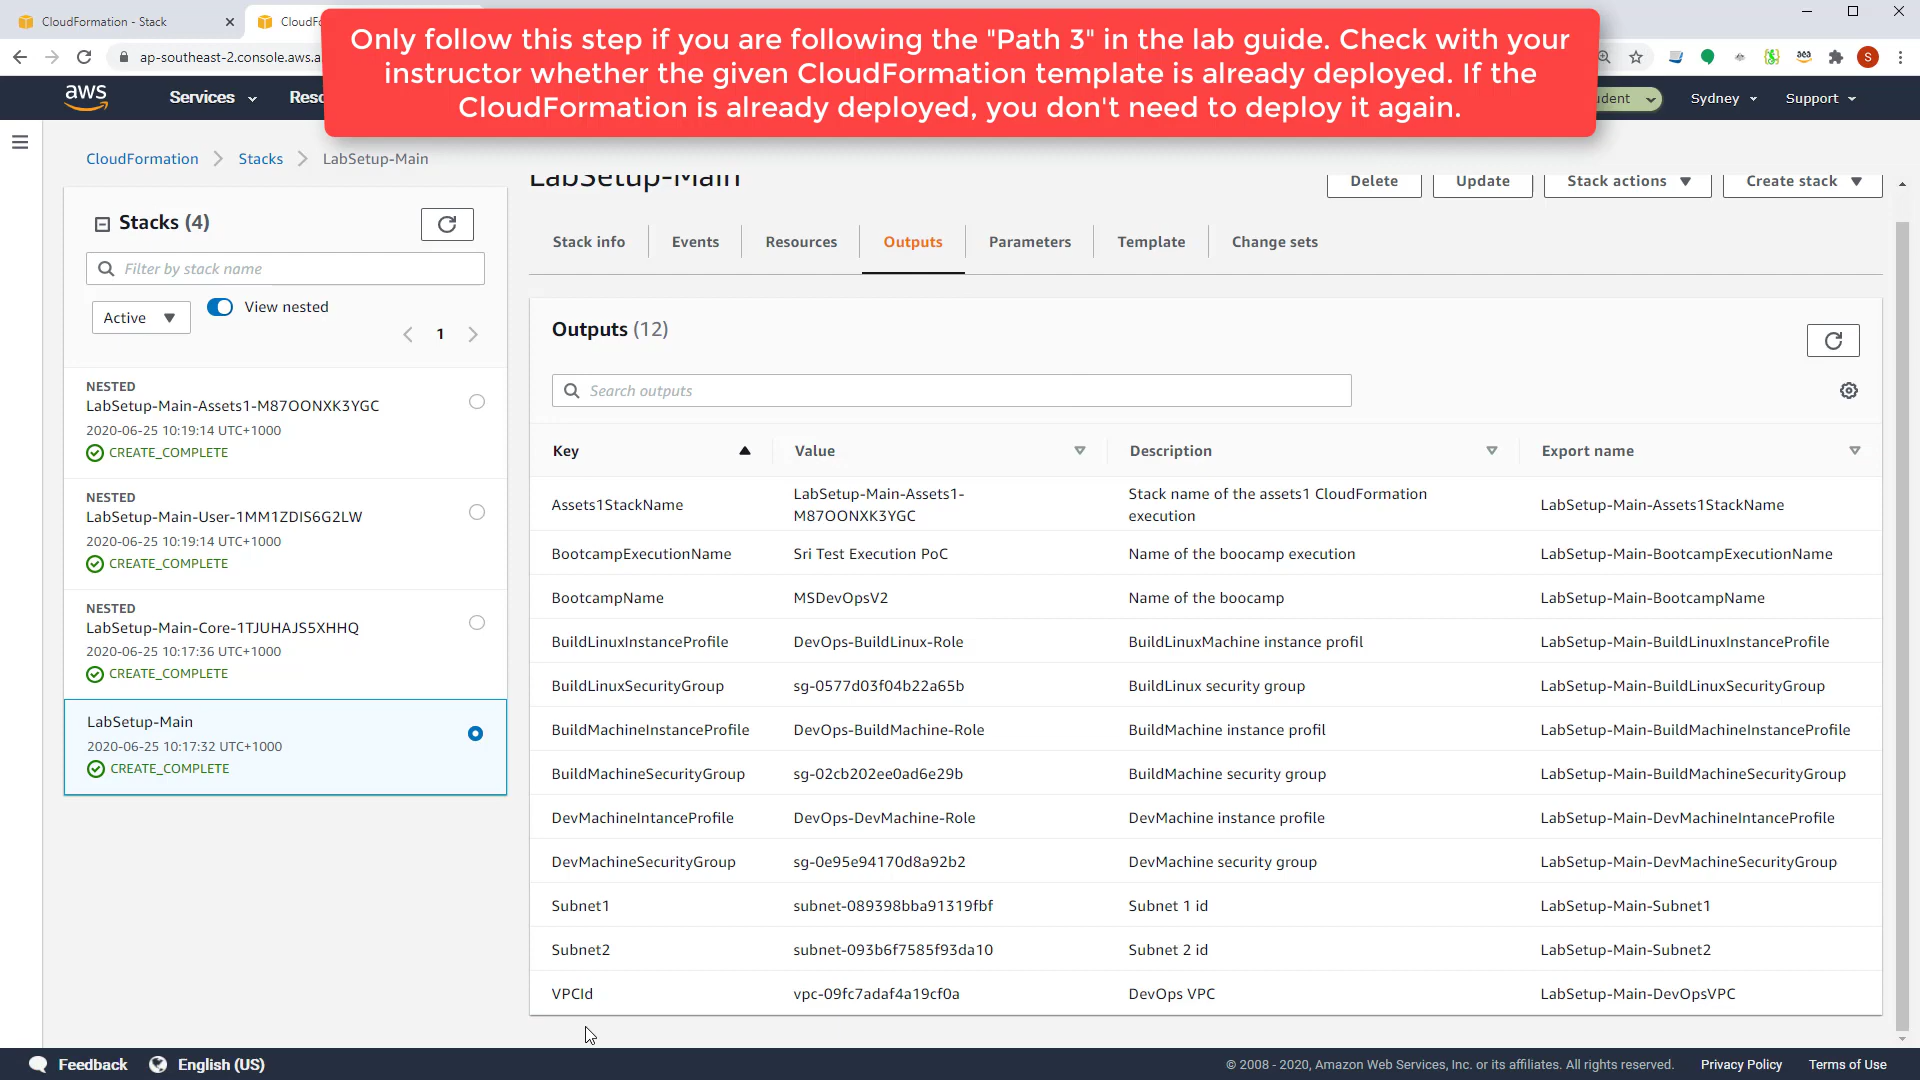 CloudFormation - Stack
CloudF
Only follow this step if you are following the "Path 3" in the lab guide. Check with your
instructor whether the given CloudFormation template is already deployed. If the
CloudFormation is already deployed, you don't need to deploy it again.
ap-southeast-2.console.aws.a
S
aws
Services
Sydney
Support
CloudFormation
Stacks
LabSetup-Main
LabSetup-Main
Delete
Update
Stack actions
Create stack
Stacks (4)
Filter by stack name
Active
View nested
1
NESTED
LabSetup-Main-Assets1-M87OONXK3YGC
2020-06-25 10:19:14 UTC+1000
CREATE_COMPLETE
NESTED
LabSetup-Main-User-1MM1ZDIS6G2LW
2020-06-25 10:19:14 UTC+1000
CREATE_COMPLETE
NESTED
LabSetup-Main-Core-1TJUHAJS5XHHQ
2020-06-25 10:17:36 UTC+1000
CREATE_COMPLETE
LabSetup-Main
2020-06-25 10:17:32 UTC+1000
CREATE_COMPLETE
Stack info
Events
Resources
Outputs
Parameters
Template
Change sets
Outputs (12)
Search outputs
Key Value Description Export name
Assets1StackName LabSetup-Main-Assets1- Stack name of the assets1 CloudFormation LabSetup-Main-Assets1StackName
M87OONXK3YGC execution
BootcampExecutionName Sri Test Execution PoC Name of the boocamp execution LabSetup-Main-BootcampExecutionName
BootcampName MSDevOpsV2 Name of the boocamp LabSetup-Main-BootcampName
BuildLinuxInstanceProfile DevOps-BuildLinux-Role BuildLinuxMachine instance profil LabSetup-Main-BuildLinuxInstanceProfile
BuildLinuxSecurityGroup sg-0577d03f04b22a65b BuildLinux security group LabSetup-Main-BuildLinuxSecurityGroup
BuildMachineInstanceProfile DevOps-BuildMachine-Role BuildMachine instance profil LabSetup-Main-BuildMachineInstanceProfile
BuildMachineSecurityGroup sg-02cb202ee0ad6e29b BuildMachine security group LabSetup-Main-BuildMachineSecurityGroup
DevMachineIntanceProfile DevOps-DevMachine-Role DevMachine instance profile LabSetup-Main-DevMachineIntanceProfile
DevMachineSecurityGroup sg-0e95e94170d8a92b2 DevMachine security group LabSetup-Main-DevMachineSecurityGroup
Subnet1 subnet-089398bba91319fbf Subnet 1 id LabSetup-Main-Subnet1
Subnet2 subnet-093b6f7585f93da10 Subnet 2 id LabSetup-Main-Subnet2
VPCId vpc-09fc7adaf4a19cf0a DevOps VPC LabSetup-Main-DevOpsVPC
Feedback
English (US)
© 2008 - 2020, Amazon Web Services, Inc. or its affiliates. All rights reserved.
Privacy Policy
Terms of Use